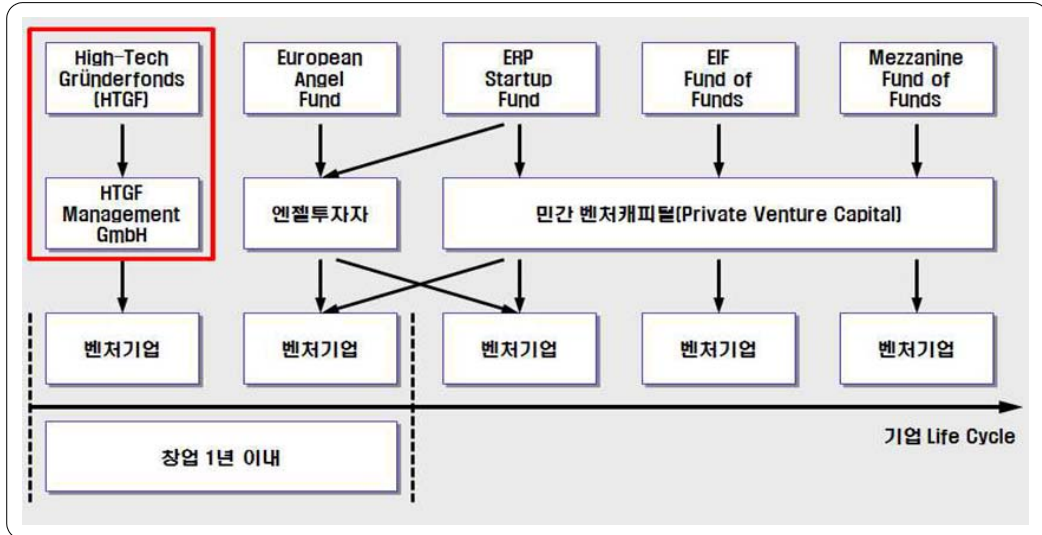 High-Tech
Gründerfonds
(HTGF)
European
Angel
Fund
ERP
Startup
Fund
EIF
Fund of
Funds
Mezzanine
Fund of
Funds
HTGF
Management
GmbH
엔젤투자자
민간 벤처캐피털(Private Venture Capital)
벤처기업
벤처기업
벤처기업
벤처기업
벤처기업
기업 Life Cycle
창업 1년 이내